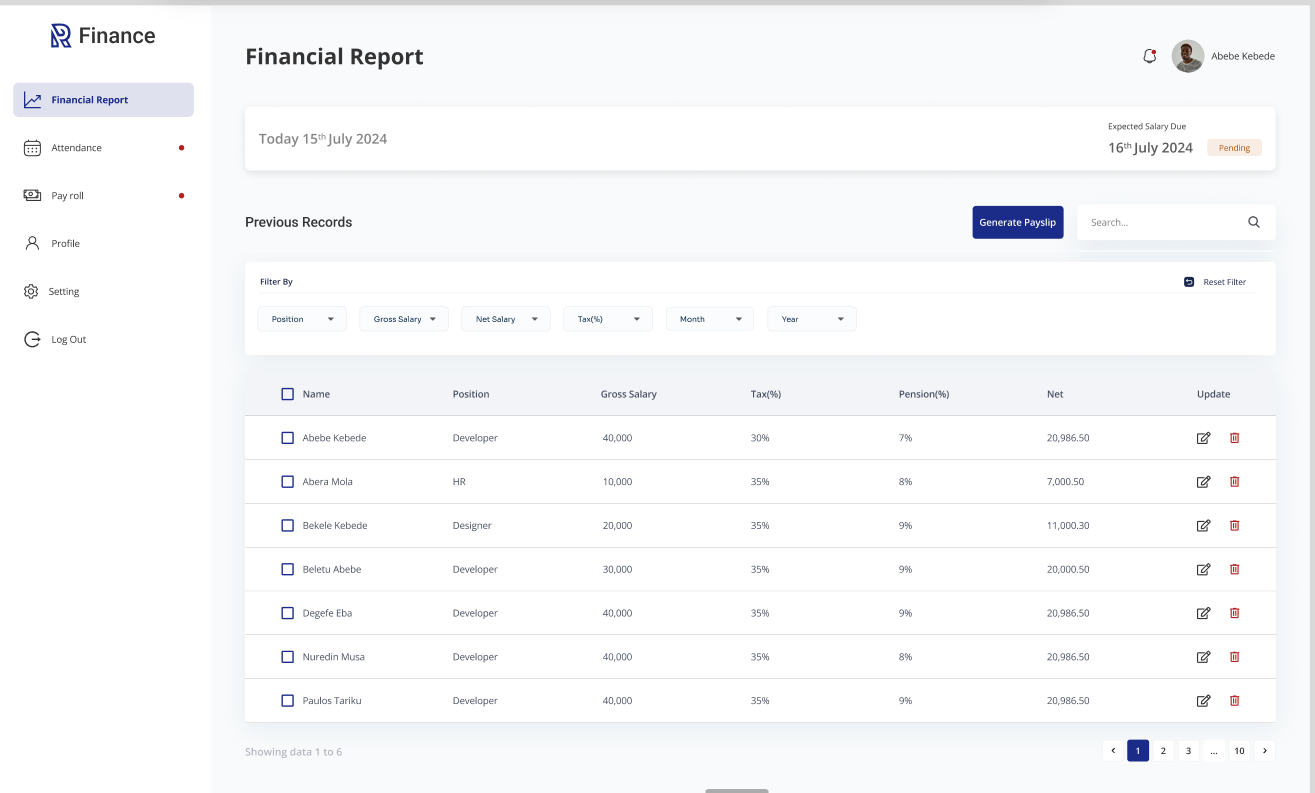 Finance
Financial Report
Attendance
Pay roll
Profile
Setting
Log Out
Financial Report
Abebe Kebede
Today 15th July 2024
Expected Salary Due
16th July 2024 Pending
Previous Records
Generate Payslip
Search...
Filter By
Reset Filter
Position Gross Salary Net Salary Tax(%) Month Year
Name Position Gross Salary Tax(%) Pension(%) Net Update
Abebe Kebede Developer 40,000 30% 7% 20,986.50
Abera Mola HR 10,000 35% 8% 7,000.50
Bekele Kebede Designer 20,000 35% 9% 11,000.30
Beletu Abebe Developer 30,000 35% 9% 20,000.50
Degefe Eba Developer 40,000 35% 9% 20,986.50
Nuredin Musa Developer 40,000 35% 8% 20,986.50
Paulos Tariku Developer 40,000 35% 9% 20,986.50
Showing data 1 to 6
< 1 2 3 ... 10 >